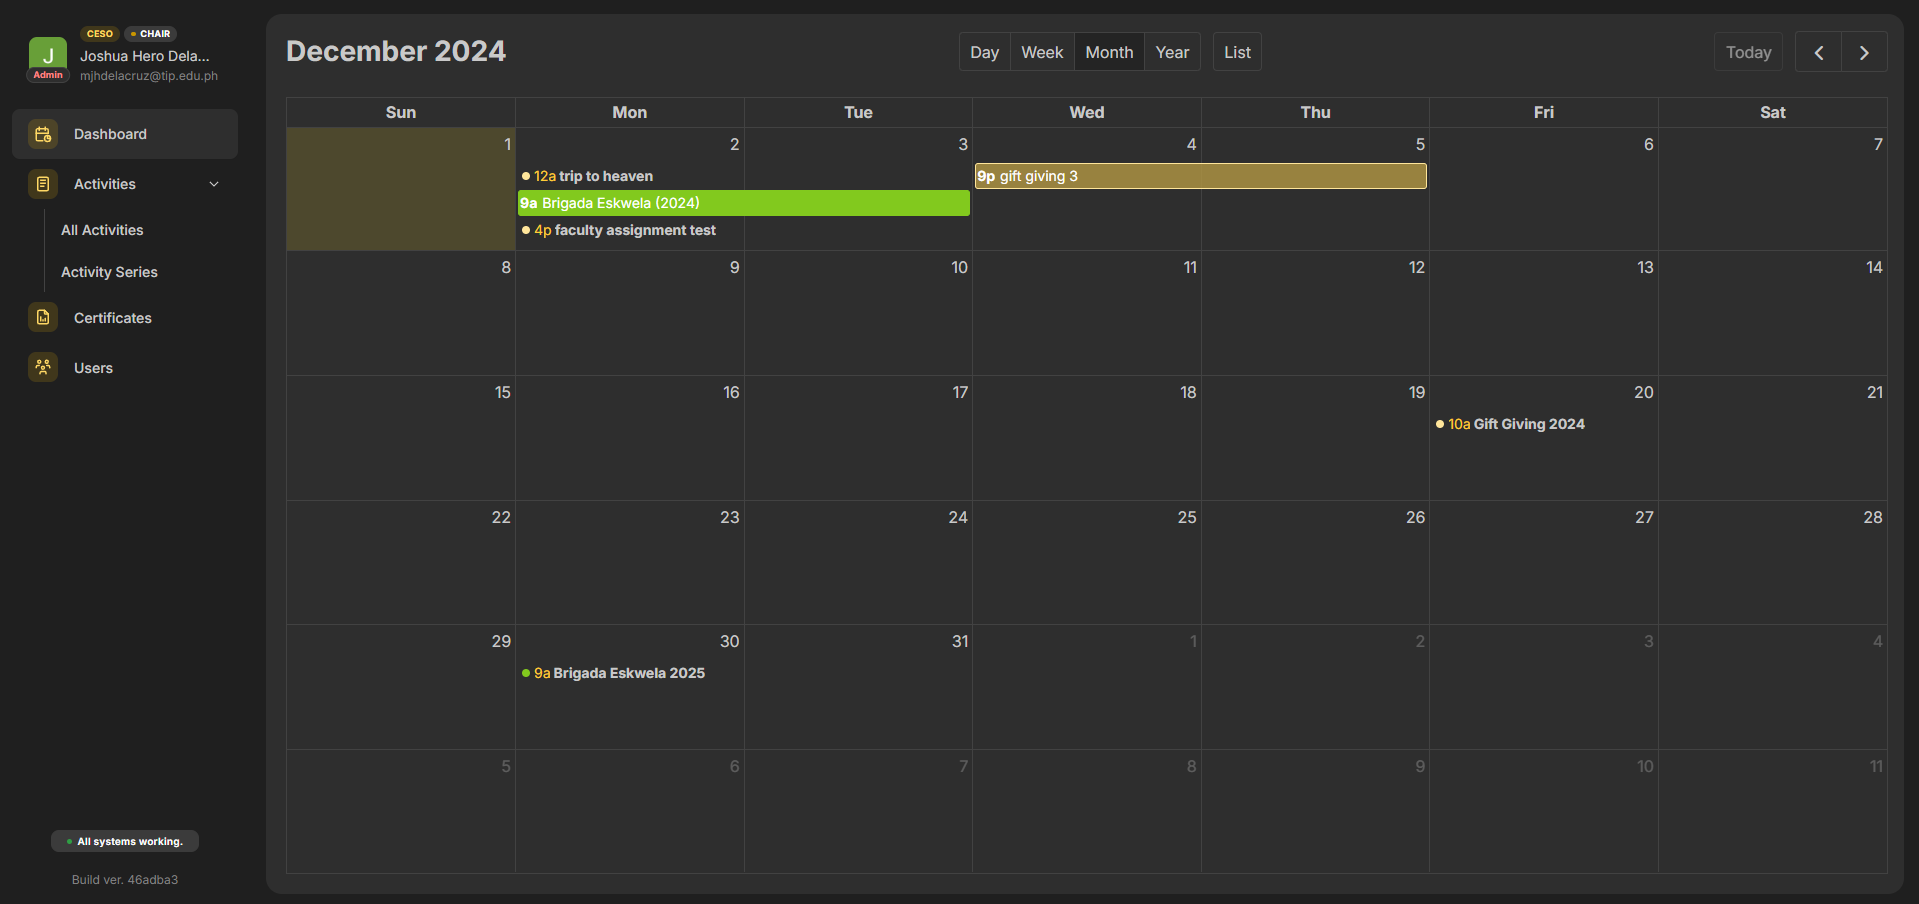 J
Admin
CESO
CHAIR
Joshua Hero Dela...
mjhdelacruz@tip.edu.ph
Dashboard
Activities
All Activities
Activity Series
Certificates
Users
All systems working.
Build ver. 46adba3
December 2024
Day Week Month Year List
Today
Sun Mon Tue Wed Thu Fri Sat
1 2 3 4 5 6 7
12a trip to heaven
9p gift giving 3
9a Brigada Eskwela (2024)
4p faculty assignment test
8 9 10 11 12 13 14
15 16 17 18 19 20 21
10a Gift Giving 2024
22 23 24 25 26 27 28
29 30 31 1 2 3 4
9a Brigada Eskwela 2025
5 6 7 8 9 10 11